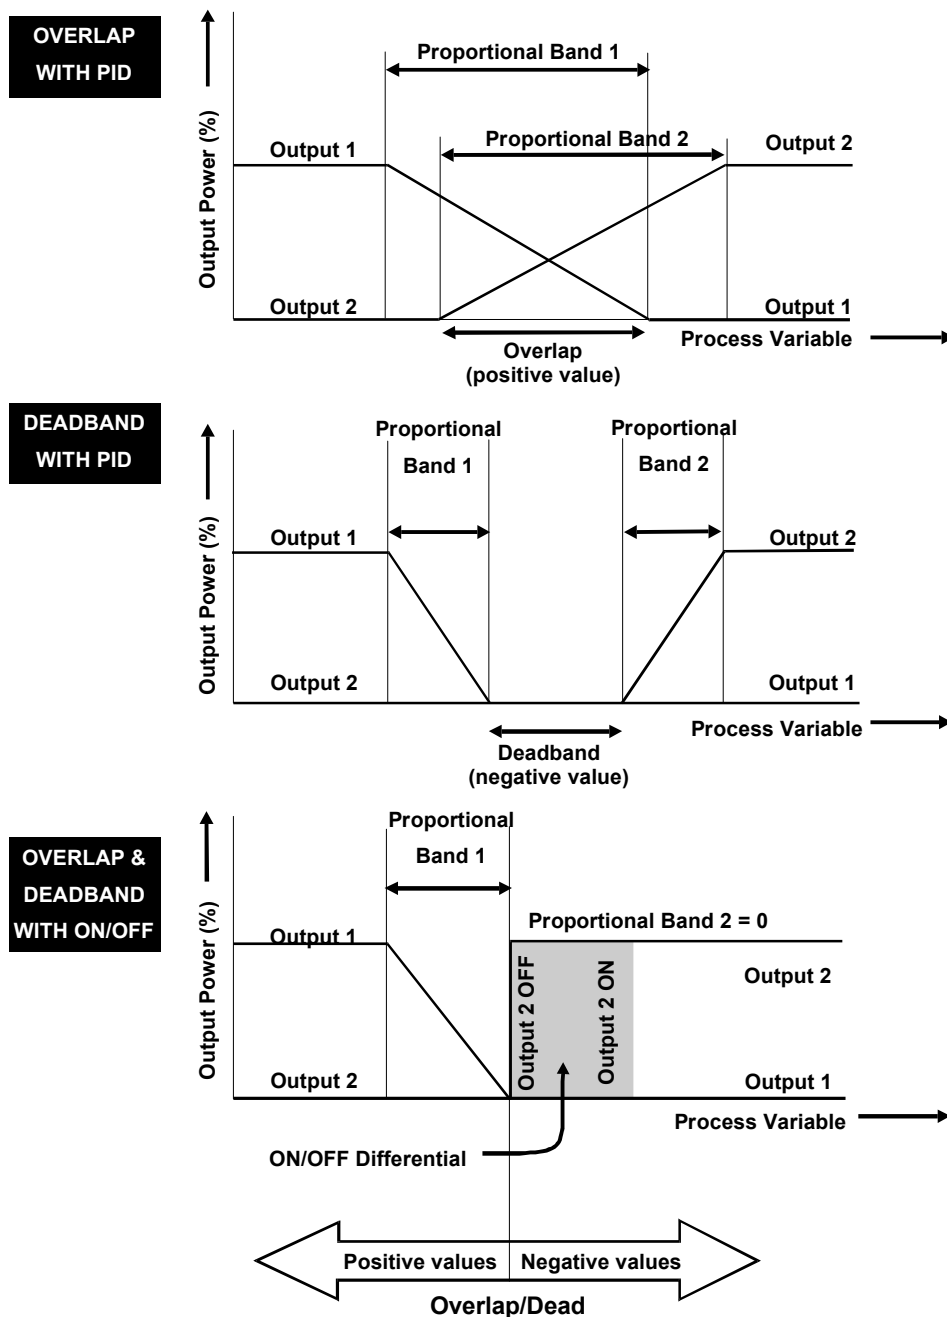 OVERLAP
WITH PID
Output Power (%)
Proportional Band 1
Output 1
Proportional Band 2
Output 2
Output 2
Output 1
Process Variable
Overlap
(positive value)
DEADBAND
WITH PID
Output Power (%)
Proportional
Band 1
Proportional
Band 2
Output 1
Output 2
Output 2
Output 1
Process Variable
Deadband
(negative value)
OVERLAP &
DEADBAND
WITH ON/OFF
Output Power (%)
Proportional
Band 1
Proportional Band 2 = 0
Output 1
Output 2 OFF
Output 2 ON
Output 2
Output 2
Output 1
Process Variable
ON/OFF Differential
Positive values
Negative values
Overlap/Dead